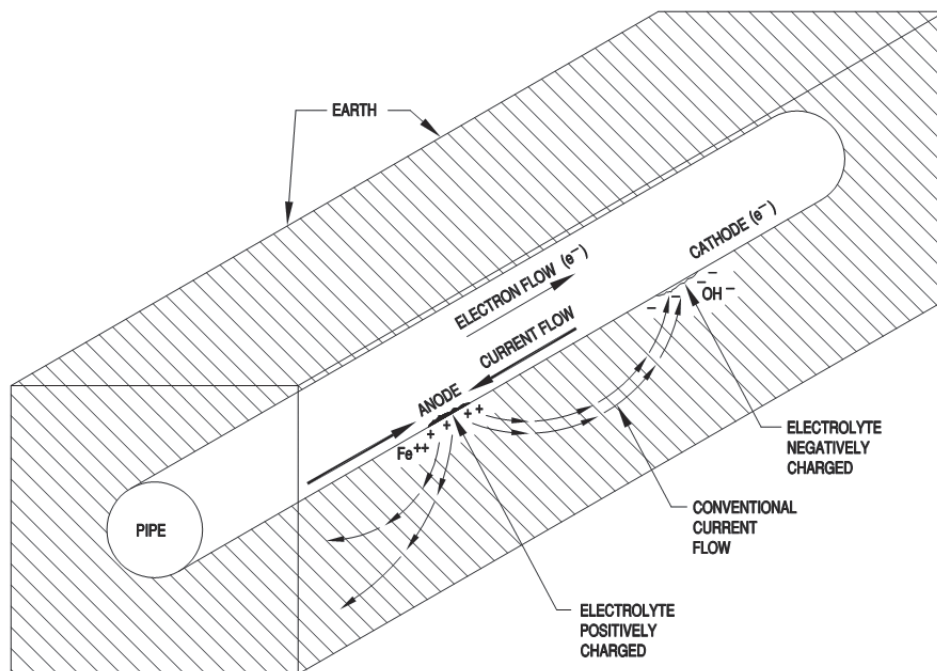 EARTH
CATHODE (e⁻)
ELECTRON FLOW (e⁻)
− − − −
OH⁻
CURRENT FLOW
ANODE
+ + + +
Fe⁺⁺
ELECTROLYTE
NEGATIVELY
CHARGED
PIPE
CONVENTIONAL
CURRENT
FLOW
ELECTROLYTE
POSITIVELY
CHARGED